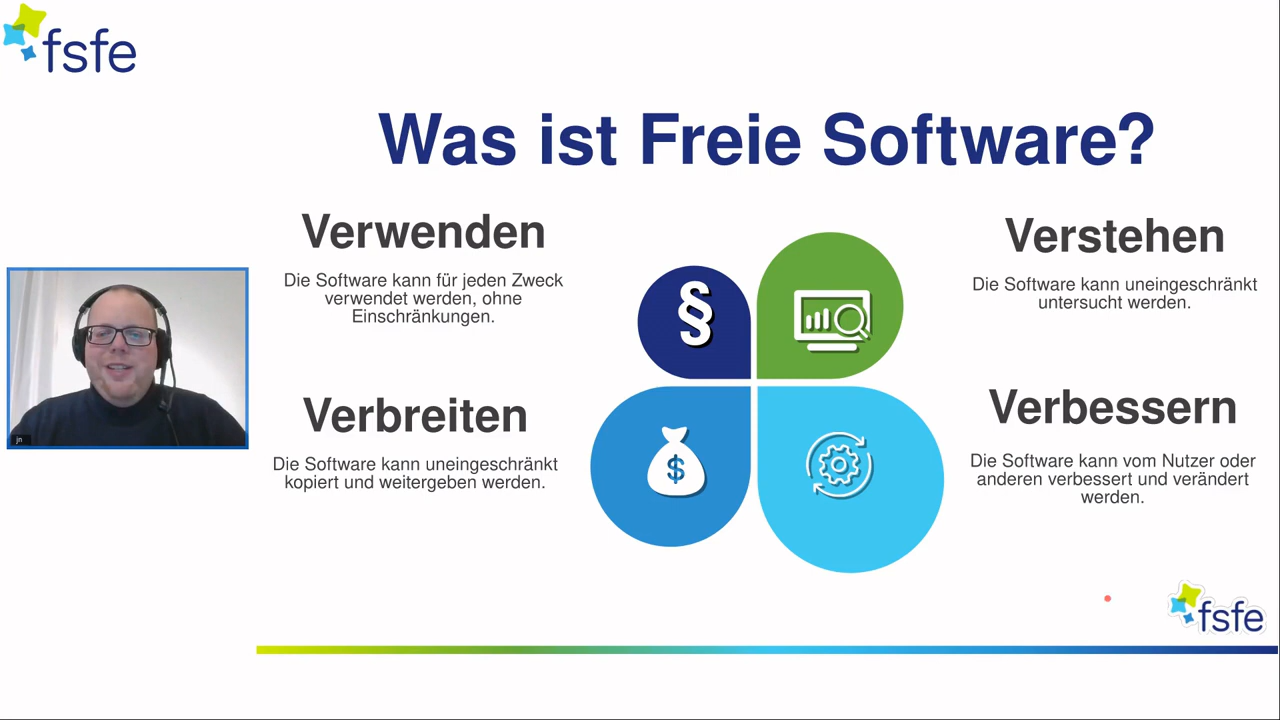 fsfe
Was ist Freie Software?
Verwenden
Die Software kann für jeden Zweck
verwendet werden, ohne
Einschränkungen.
Verstehen
Die Software kann uneingeschränkt
untersucht werden.
§
Verbreiten
Die Software kann uneingeschränkt
kopiert und weitergeben werden.
$
Verbessern
Die Software kann vom Nutzer oder
anderen verbessert und verändert
werden.
jn
fsfe